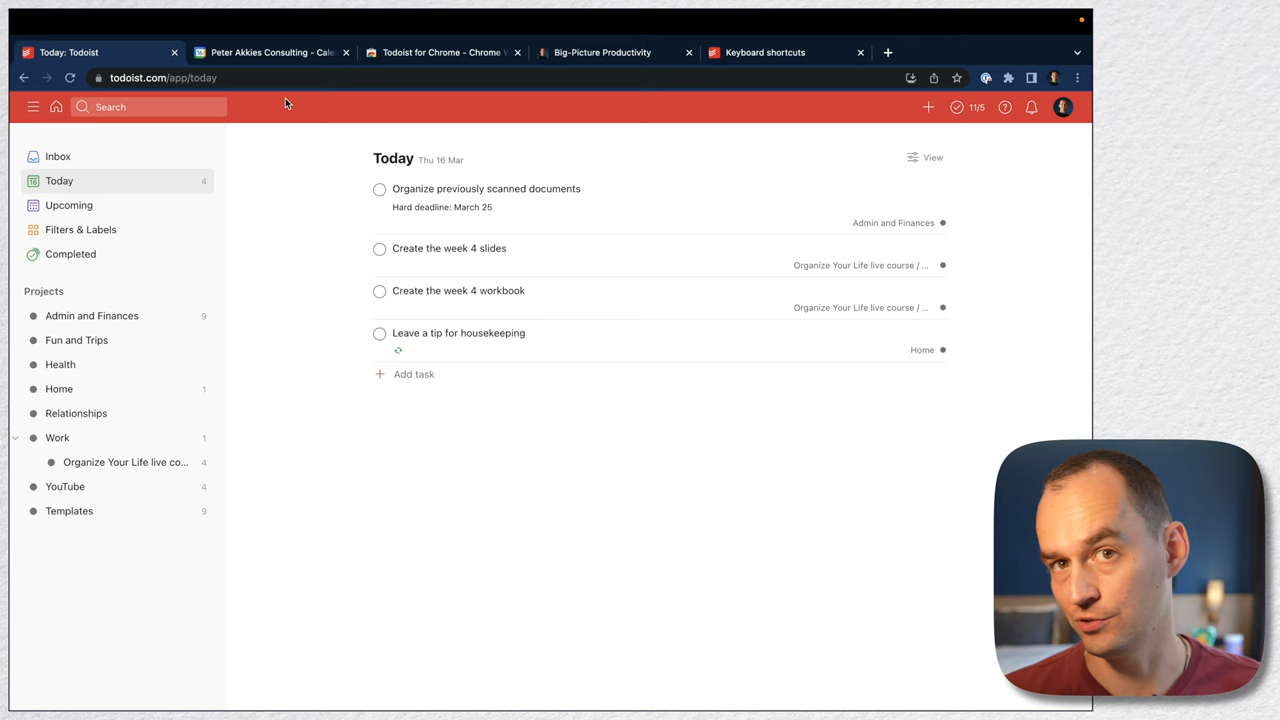 Today: Todoist
Peter Akkies Consulting - Cale
Todoist for Chrome - Chrome
Big-Picture Productivity
Keyboard shortcuts
todoist.com/app/today
Search
11/5
Inbox
16 Today 4
Upcoming
Filters & Labels
Completed
Projects
Admin and Finances 9
Fun and Trips
Health
Home 1
Relationships
Work 1
Organize Your Life live co... 4
YouTube 4
Templates 9
Today Thu 16 Mar
View
Organize previously scanned documents
Hard deadline: March 25
Admin and Finances
Create the week 4 slides
Organize Your Life live course / ...
Create the week 4 workbook
Organize Your Life live course / ...
Leave a tip for housekeeping
Home
Add task